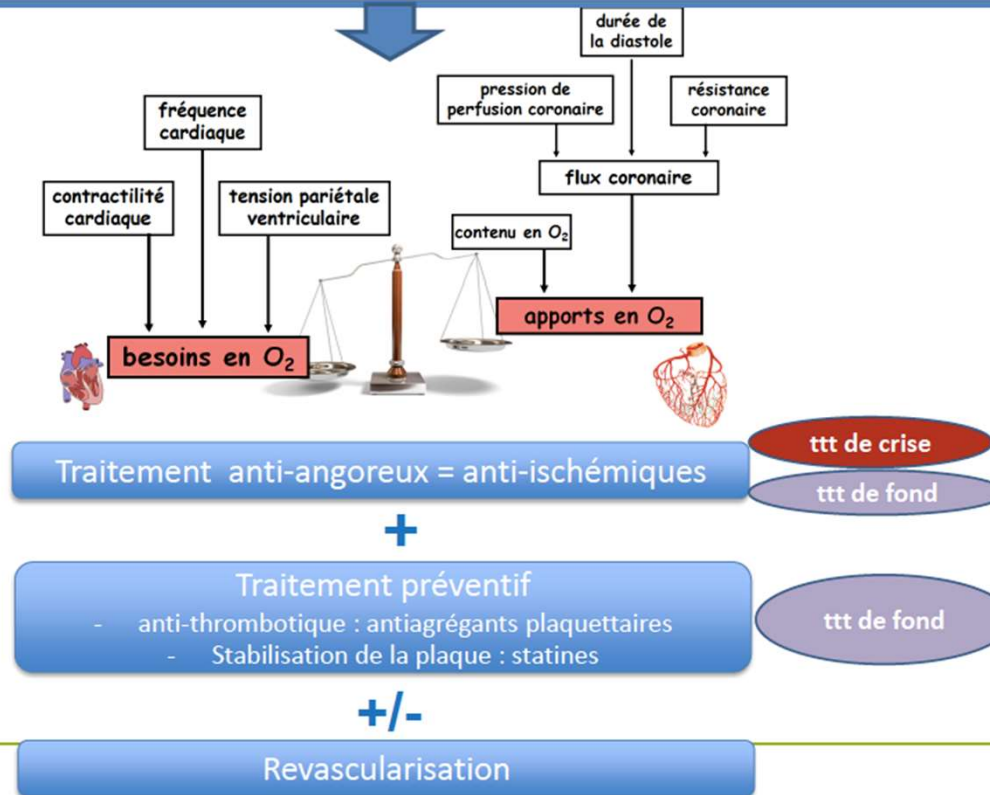 durée de
la diastole
pression de
perfusion coronaire
résistance
coronaire
fréquence
cardiaque
flux coronaire
contractilité
cardiaque
tension pariétale
ventriculaire
contenu en O₂
apports en O₂
besoins en O₂
Traitement anti-angoreux = anti-ischémiques
ttt de crise
ttt de fond
+
Traitement préventif
- anti-thrombotique : antiagrégants plaquettaires
- Stabilisation de la plaque : statines
ttt de fond
+/-
Revascularisation